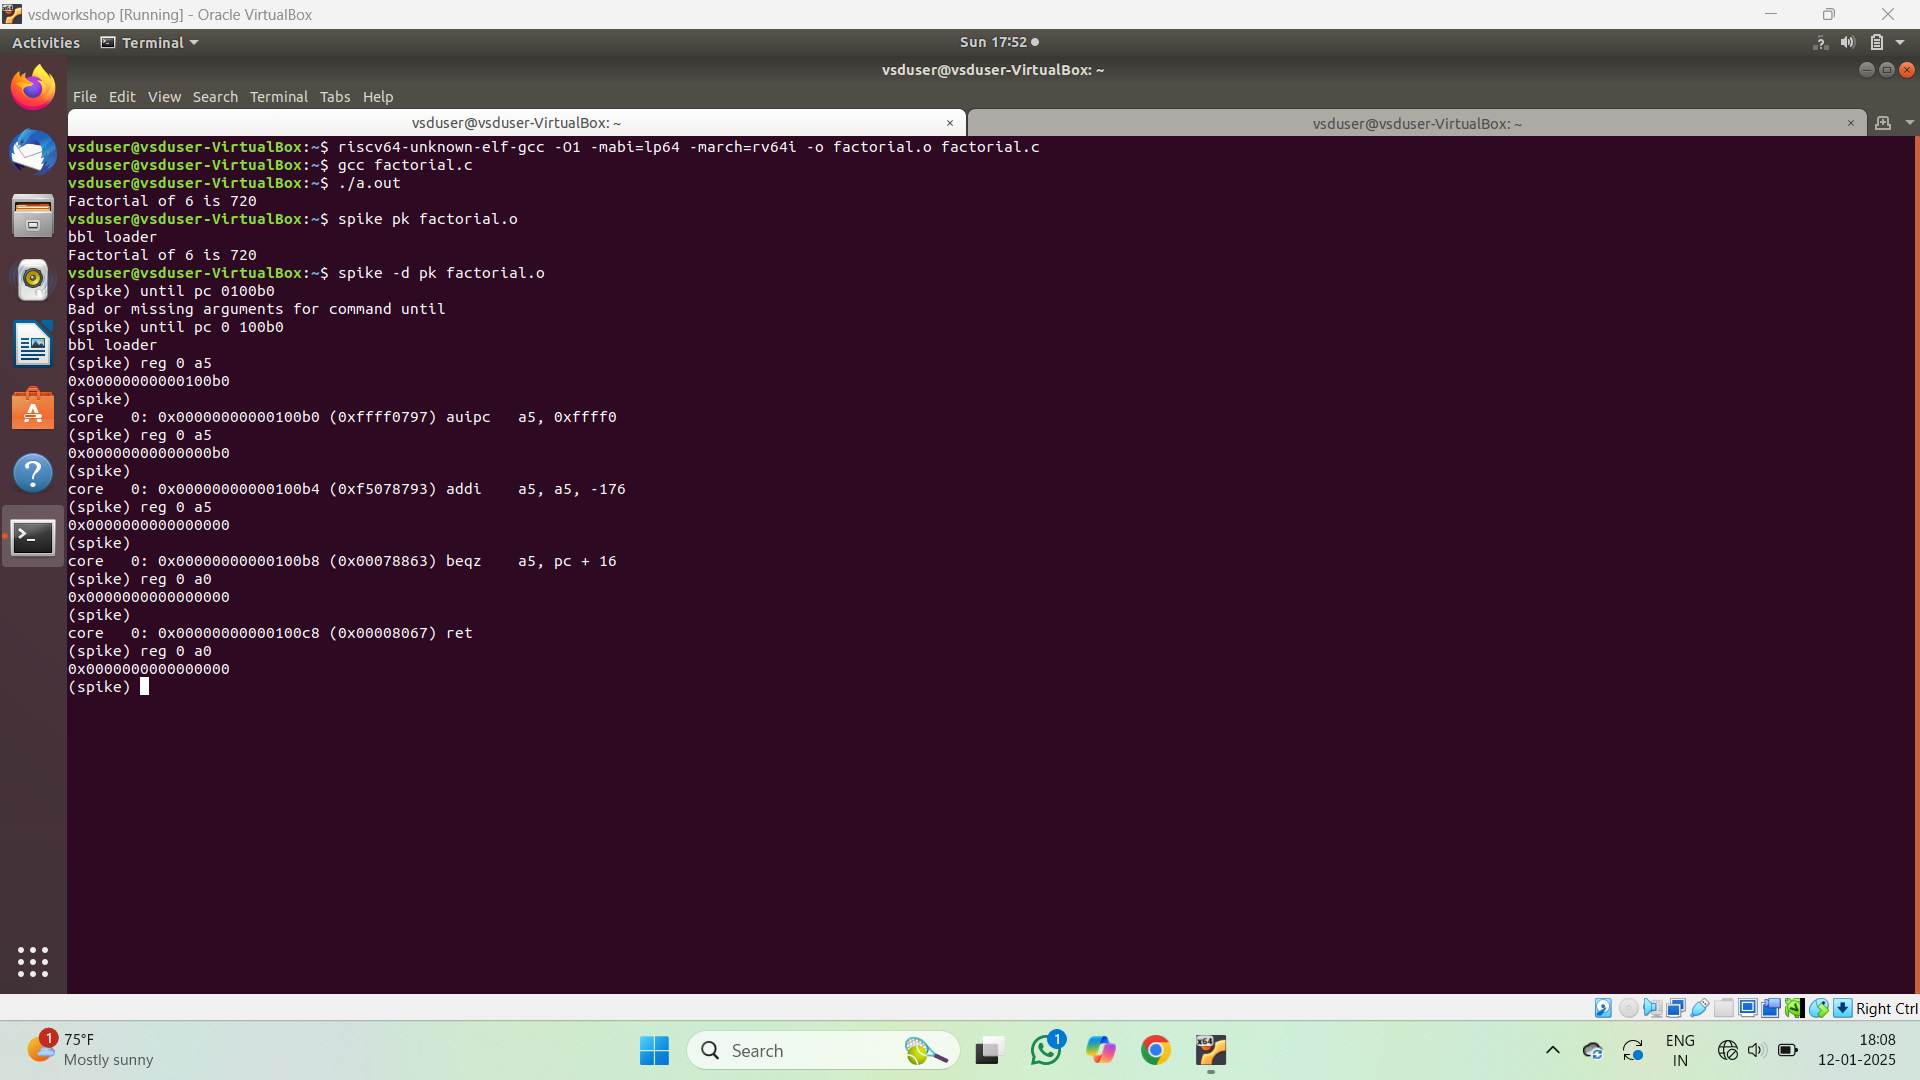 vsdworkshop [Running] - Oracle VirtualBox
Activities Terminal Sun 17:52
vsduser@vsduser-VirtualBox: ~
File Edit View Search Terminal Tabs Help
vsduser@vsduser-VirtualBox: ~ × vsduser@vsduser-VirtualBox: ~ ×
vsduser@vsduser-VirtualBox:~$ riscv64-unknown-elf-gcc -O1 -mabi=lp64 -march=rv64i -o factorial.o factorial.c
vsduser@vsduser-VirtualBox:~$ gcc factorial.c
vsduser@vsduser-VirtualBox:~$ ./a.out
Factorial of 6 is 720
vsduser@vsduser-VirtualBox:~$ spike pk factorial.o
bbl loader
Factorial of 6 is 720
vsduser@vsduser-VirtualBox:~$ spike -d pk factorial.o
(spike) until pc 0100b0
Bad or missing arguments for command until
(spike) until pc 0 100b0
bbl loader
(spike) reg 0 a5
0x00000000000100b0
(spike)
core   0: 0x00000000000100b0 (0xffff0797) auipc   a5, 0xffff0
(spike) reg 0 a5
0x00000000000000b0
(spike)
core   0: 0x00000000000100b4 (0xf5078793) addi    a5, a5, -176
(spike) reg 0 a5
0x0000000000000000
(spike)
core   0: 0x00000000000100b8 (0x00078863) beqz    a5, pc + 16
(spike) reg 0 a0
0x0000000000000000
(spike)
core   0: 0x00000000000100c8 (0x00008067) ret
(spike) reg 0 a0
0x0000000000000000
(spike)
Right Ctrl
1 75°F
Mostly sunny
Search
1
x64
ENG
IN
18:08
12-01-2025